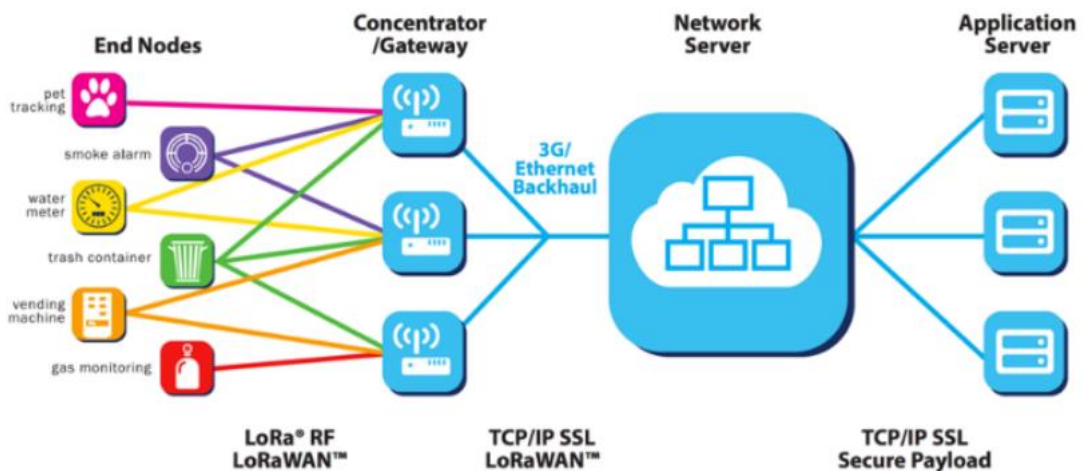 End Nodes
Concentrator
/Gateway
Network
Server
Application
Server
pet
tracking
smoke alarm
water
meter
trash container
vending
machine
gas monitoring
3G/
Ethernet
Backhaul
LoRa® RF
LoRaWAN™
TCP/IP SSL
LoRaWAN™
TCP/IP SSL
Secure Payload